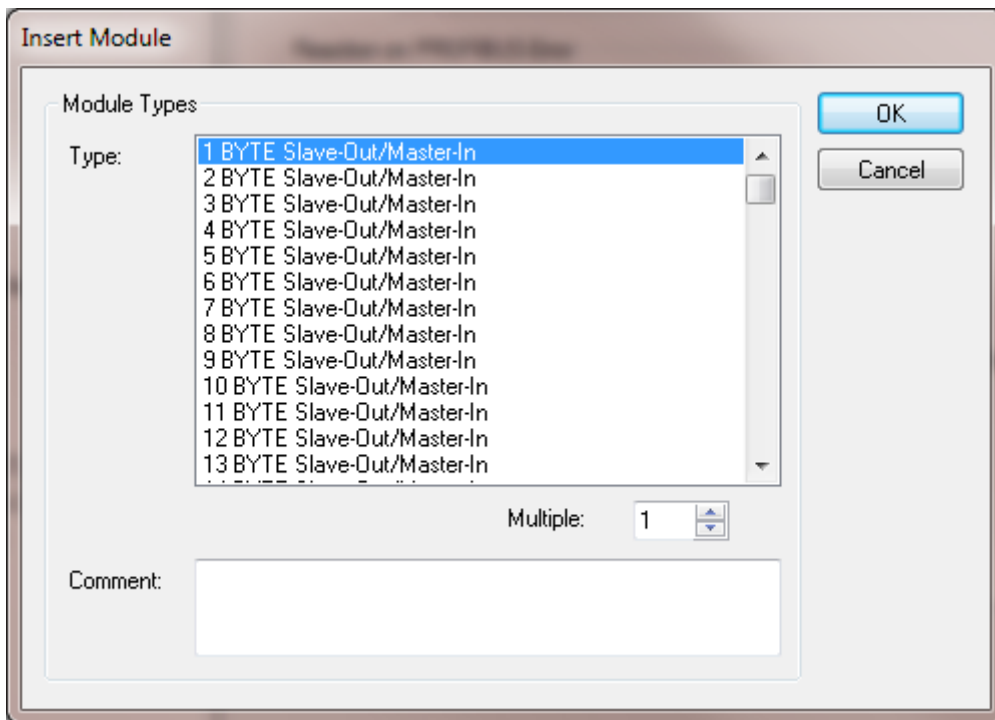 Insert Module
Module Types
Type:
1 BYTE Slave-Out/Master-In
2 BYTE Slave-Out/Master-In
3 BYTE Slave-Out/Master-In
4 BYTE Slave-Out/Master-In
5 BYTE Slave-Out/Master-In
6 BYTE Slave-Out/Master-In
7 BYTE Slave-Out/Master-In
8 BYTE Slave-Out/Master-In
9 BYTE Slave-Out/Master-In
10 BYTE Slave-Out/Master-In
11 BYTE Slave-Out/Master-In
12 BYTE Slave-Out/Master-In
13 BYTE Slave-Out/Master-In
Multiple: 1
Comment:
OK
Cancel